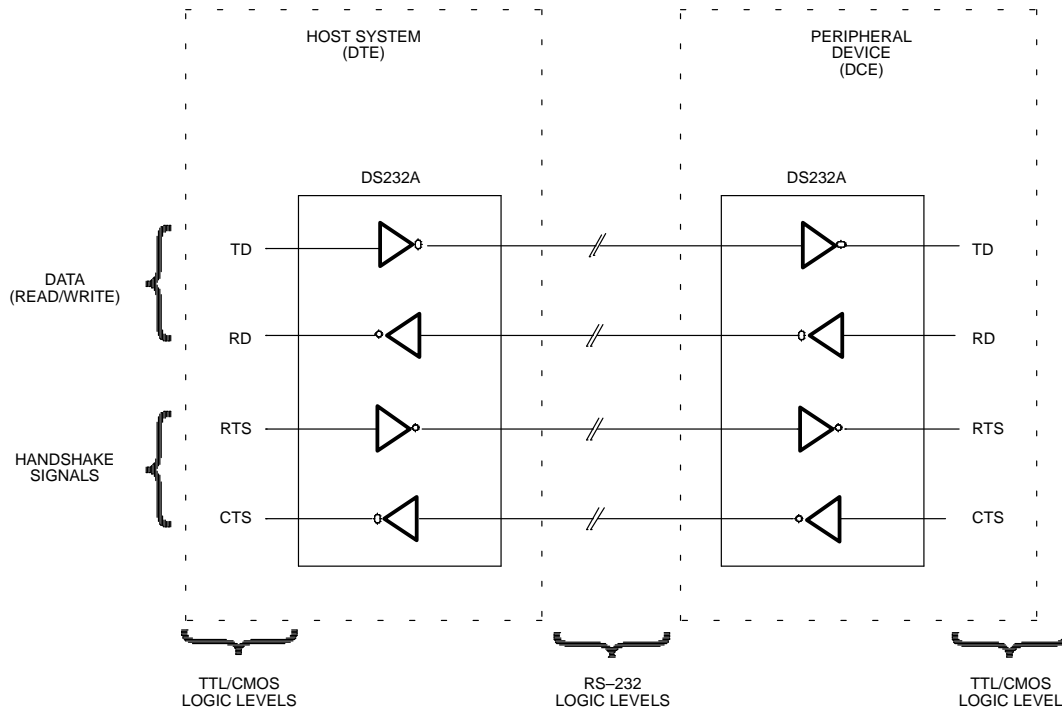 HOST SYSTEM
(DTE)
PERIPHERAL
DEVICE
(DCE)
DS232A
DS232A
TD
TD
DATA
(READ/WRITE)
RD
RD
RTS
RTS
HANDSHAKE
SIGNALS
CTS
CTS
TTL/CMOS
LOGIC LEVELS
RS–232
LOGIC LEVELS
TTL/CMOS
LOGIC LEVEL